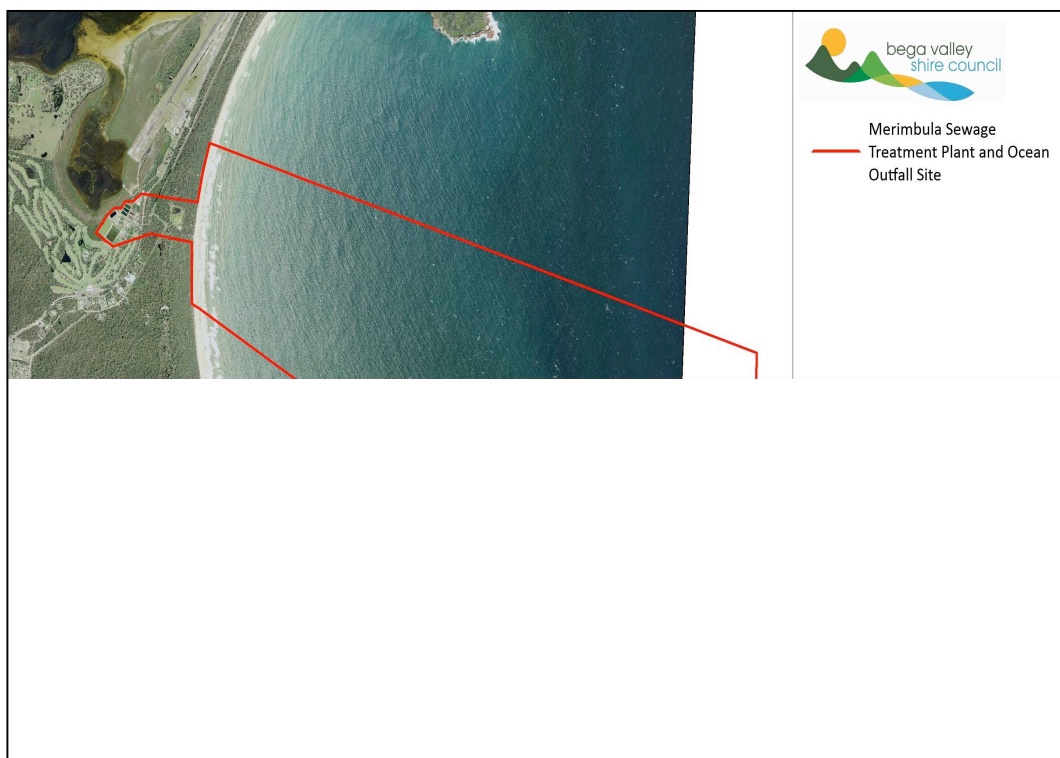 bega valley
shire council
Merimbula Sewage
Treatment Plant and Ocean
Outfall Site